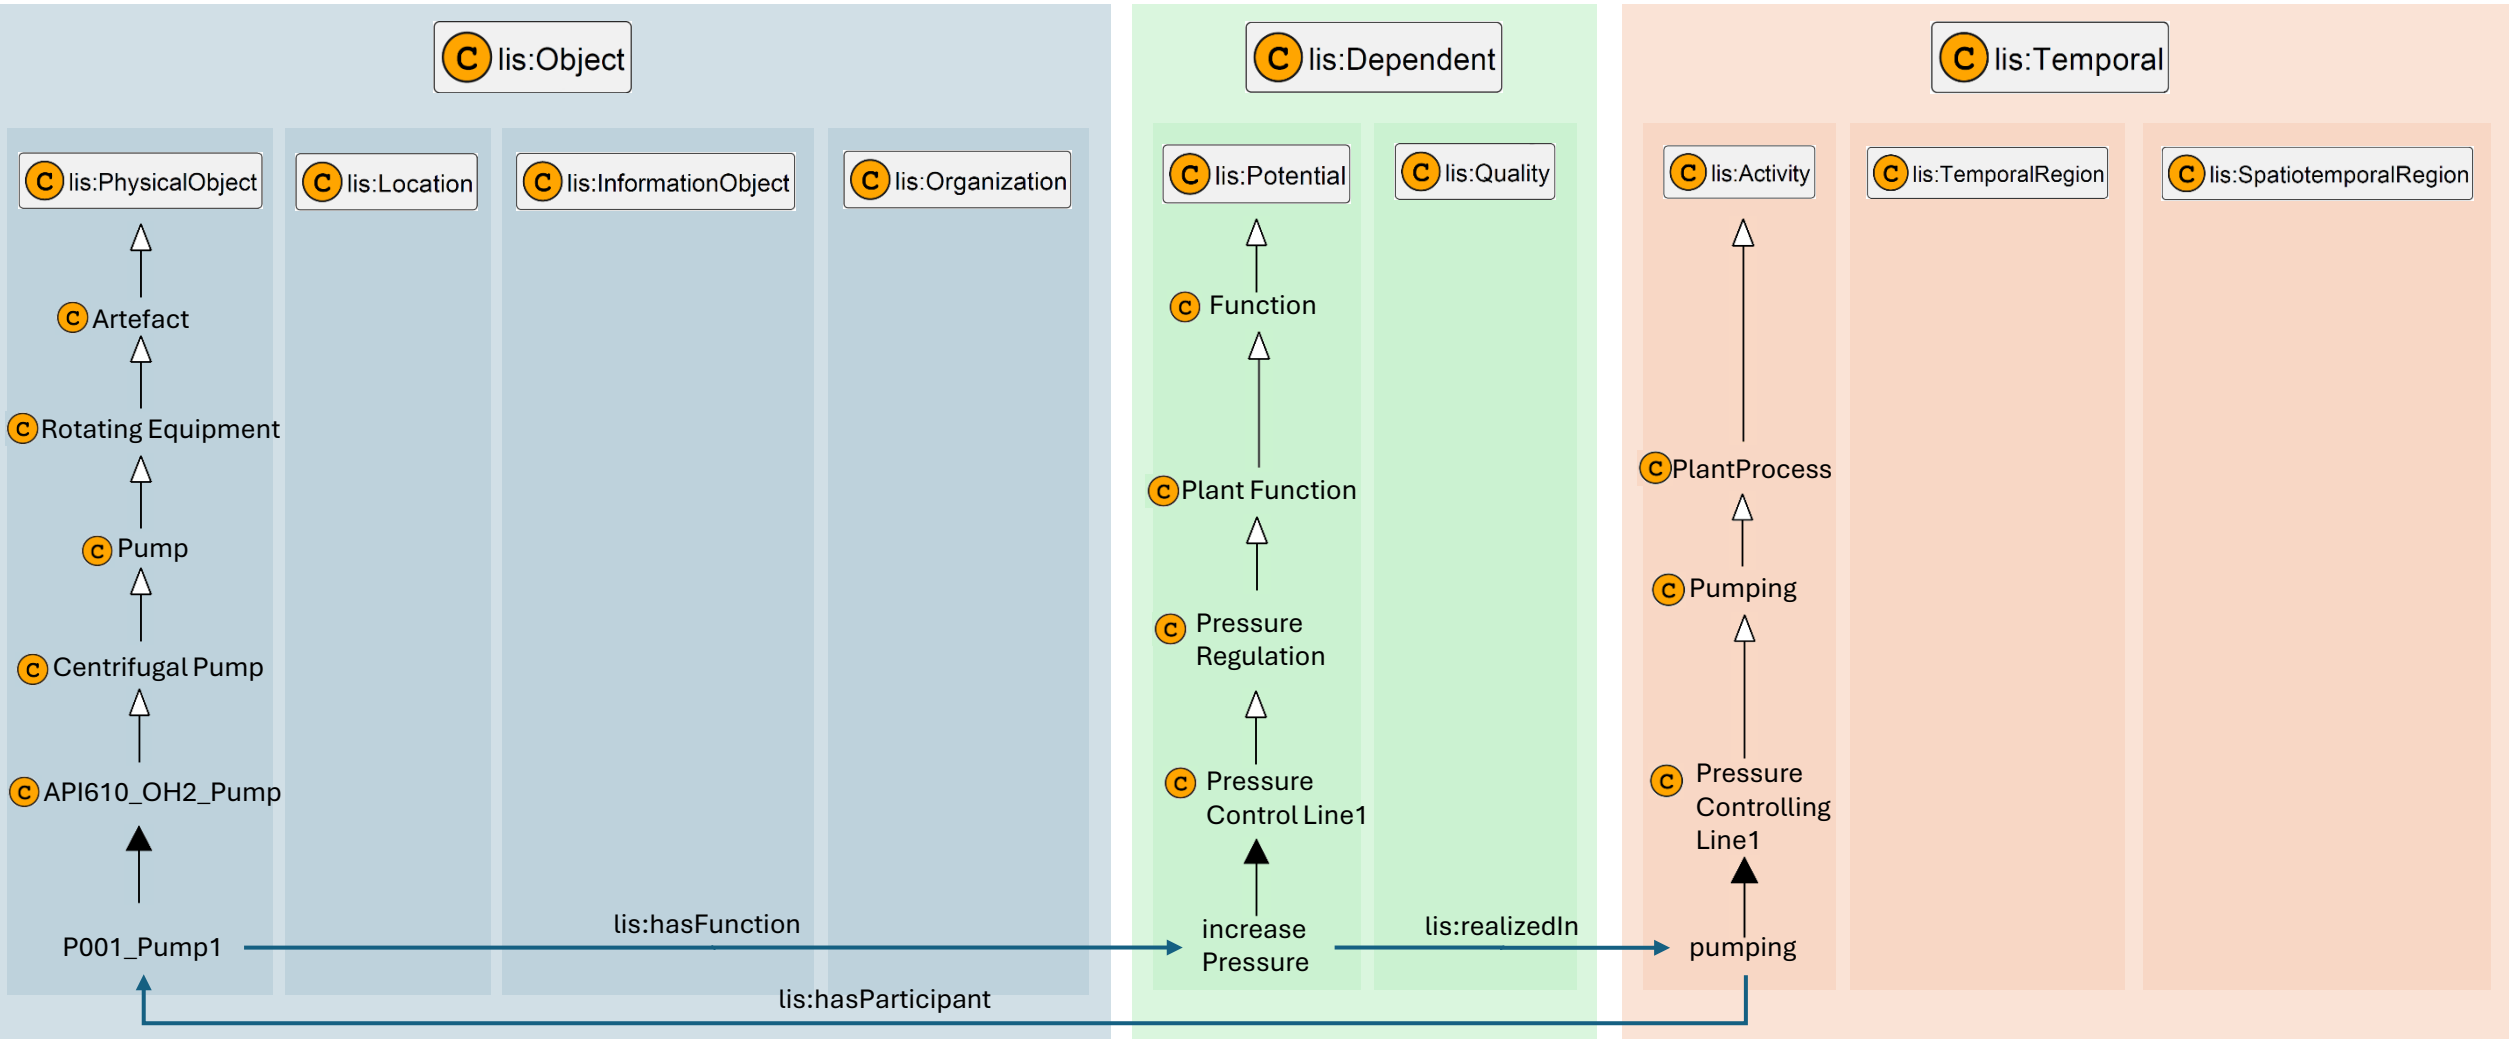 C lis:Object
C lis:Dependent
C lis:Temporal
C lis:PhysicalObject
C lis:Location
C lis:InformationObject
C lis:Organization
C lis:Potential
C lis:Quality
C lis:Activity
C lis:TemporalRegion
C lis:SpatiotemporalRegion
C Artefact
C Rotating Equipment
C Pump
C Centrifugal Pump
C API610_OH2_Pump
P001_Pump1
C Function
C Plant Function
C Pressure
Regulation
C Pressure
Control Line1
increase
Pressure
C PlantProcess
C Pumping
C Pressure
Controlling
Line1
pumping
lis:hasFunction
lis:realizedIn
lis:hasParticipant